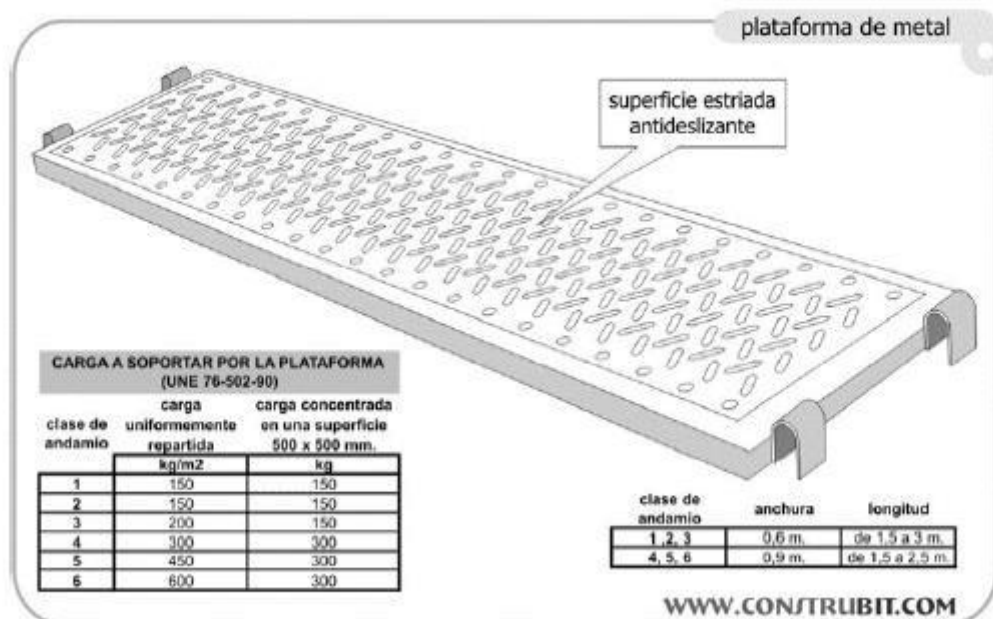 plataforma de metal
superficie estriada
antideslizante
CARGA A SOPORTAR POR LA PLATAFORMA
(UNE 76-502-90)
clase de andamio carga uniformemente repartida carga concentrada en una superficie 500 x 500 mm.
kg/m2 kg
1 150 150
2 150 150
3 200 150
4 300 300
5 450 300
6 600 300
clase de andamio anchura longitud
1 ,2, 3 0,6 m. de 1,5 a 3 m.
4, 5, 6 0,9 m. de 1,5 a 2,5 m.
WWW.CONSTRUBIT.COM